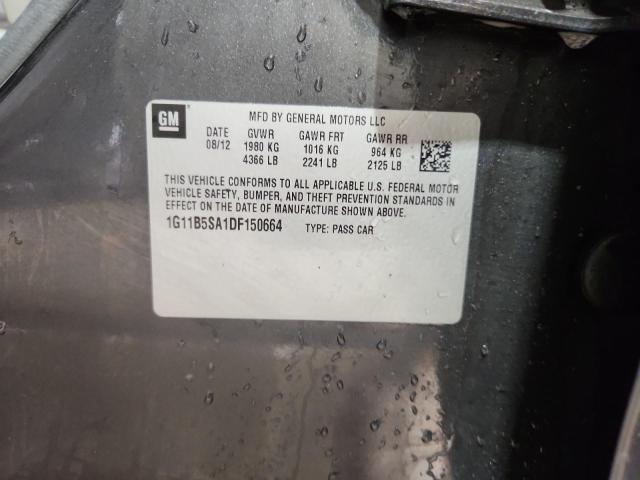 GM
MFD BY GENERAL MOTORS LLC
DATE GVWR GAWR FRT GAWR RR
08/12 1980 KG 1016 KG 964 KG
4366 LB 2241 LB 2125 LB
THIS VEHICLE CONFORMS TO ALL APPLICABLE U.S. FEDERAL MOTOR
VEHICLE SAFETY, BUMPER, AND THEFT PREVENTION STANDARDS IN
EFFECT ON THE DATE OF MANUFACTURE SHOWN ABOVE.
1G11B5SA1DF150664 TYPE: PASS CAR